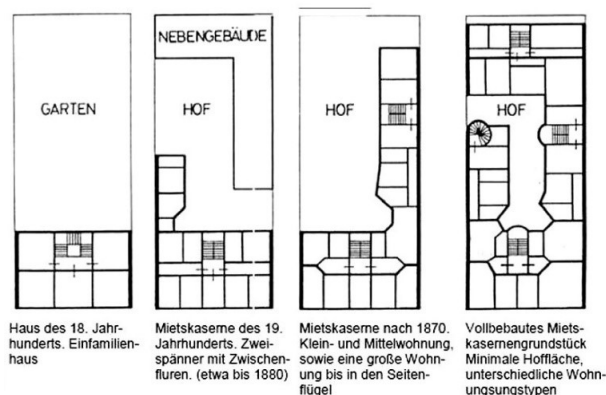 GARTEN
NEBENGEBÄUDE
HOF
HOF
HOF
Haus des 18. Jahr-
hunderts. Einfamilien-
haus
Mietskaserne des 19.
Jahrhunderts. Zwei-
spänner mit Zwischen-
fluren. (etwa bis 1880)
Mietskaserne nach 1870.
Klein- und Mittelwohnung,
sowie eine große Wohn-
ung bis in den Seiten-
flügel
Vollbebautes Miets-
kasernengrundstück
Minimale Hoffläche,
unterschiedliche Wohn-
ungsungstypen